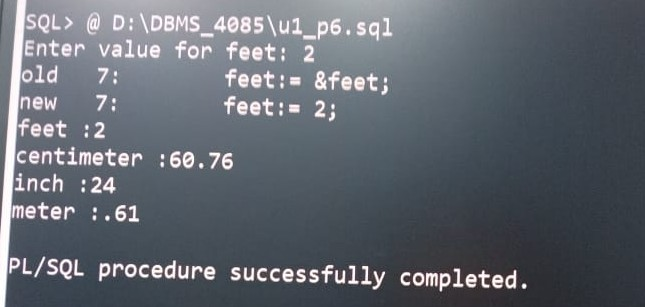 SQL> @ D:\DBMS_4085\u1_p6.sql
Enter value for feet: 2
old   7:         feet:= &feet;
new   7:         feet:= 2;
feet :2
centimeter :60.76
inch :24
meter :.61
PL/SQL procedure successfully completed.